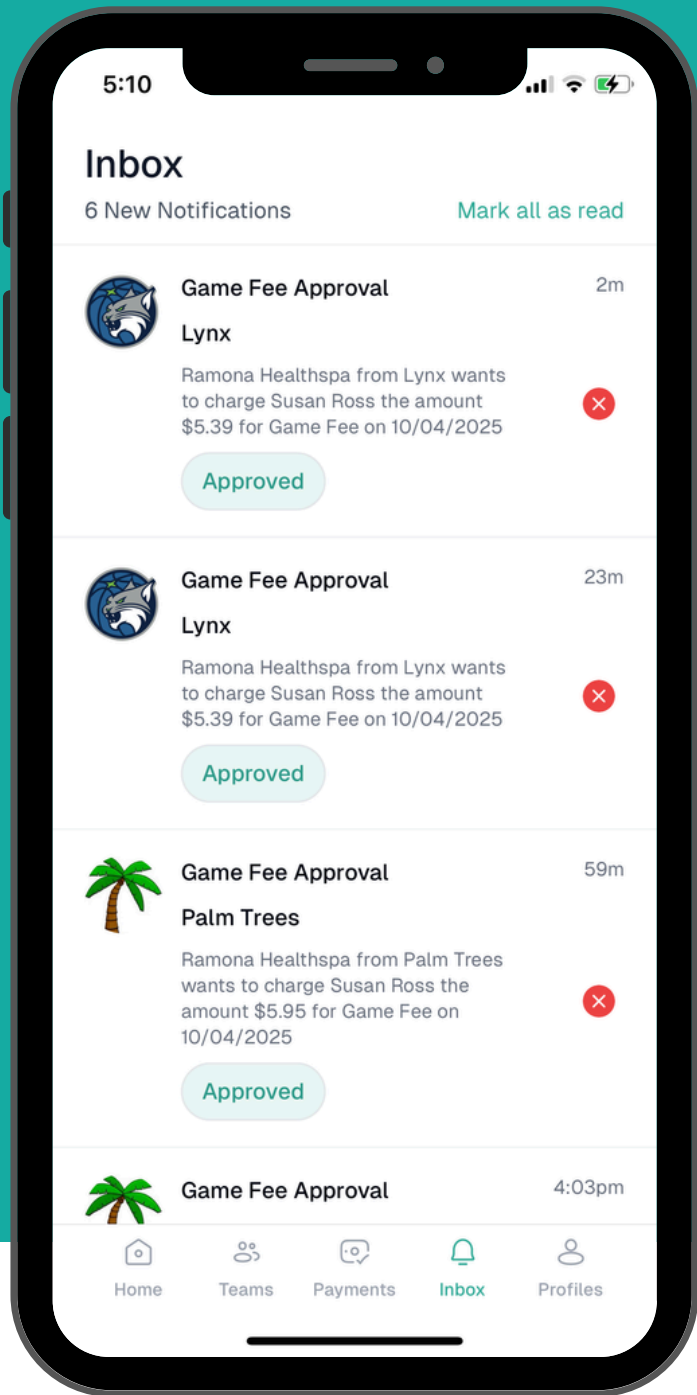 5:10
Inbox
6 New Notifications
Mark all as read
Game Fee Approval
2m
Lynx
Ramona Healthspa from Lynx wants
to charge Susan Ross the amount
$5.39 for Game Fee on 10/04/2025
Approved
Game Fee Approval
23m
Lynx
Ramona Healthspa from Lynx wants
to charge Susan Ross the amount
$5.39 for Game Fee on 10/04/2025
Approved
Game Fee Approval
59m
Palm Trees
Ramona Healthspa from Palm Trees
wants to charge Susan Ross the
amount $5.95 for Game Fee on
10/04/2025
Approved
Game Fee Approval
4:03pm
Home
Teams
Payments
Inbox
Profiles